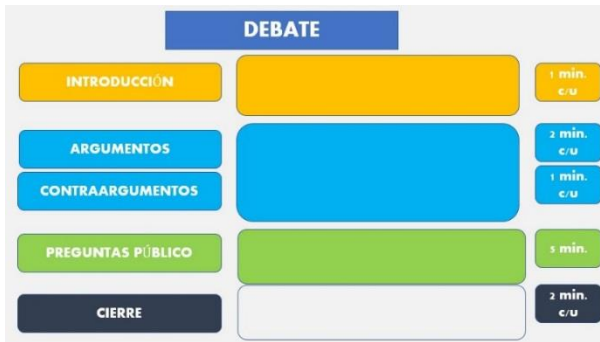 DEBATE
INTRODUCCIÓN
1 min.
c/u
ARGUMENTOS
2 min.
c/u
CONTRAARGUMENTOS
1 min.
c/u
PREGUNTAS PÚBLICO
5 min.
CIERRE
2 min.
c/u